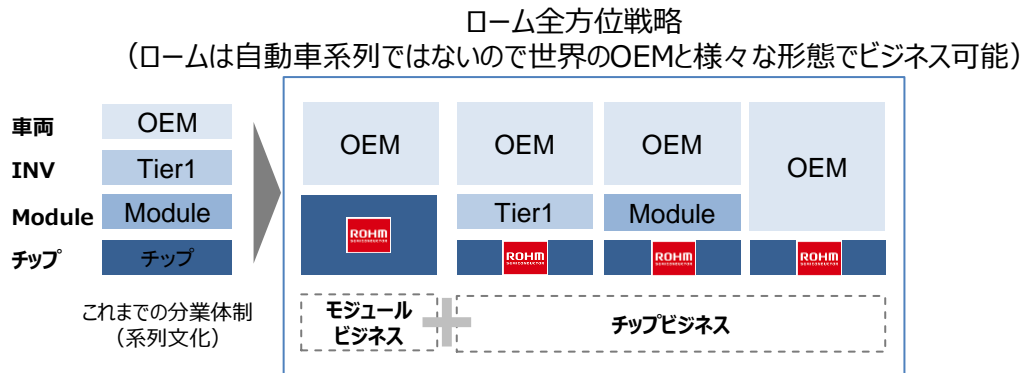 ローム全方位戦略
（ロームは自動車系列ではないので世界のOEMと様々な形態でビジネス可能）
車両
OEM
INV
Tier1
Module
Module
チップ
チップ
これまでの分業体制
（系列文化）
OEM
OEM
OEM
OEM
Tier1
Module
ROHM
SEMICONDUCTOR
ROHM
SEMICONDUCTOR
ROHM
SEMICONDUCTOR
ROHM
SEMICONDUCTOR
モジュール
ビジネス
チップビジネス